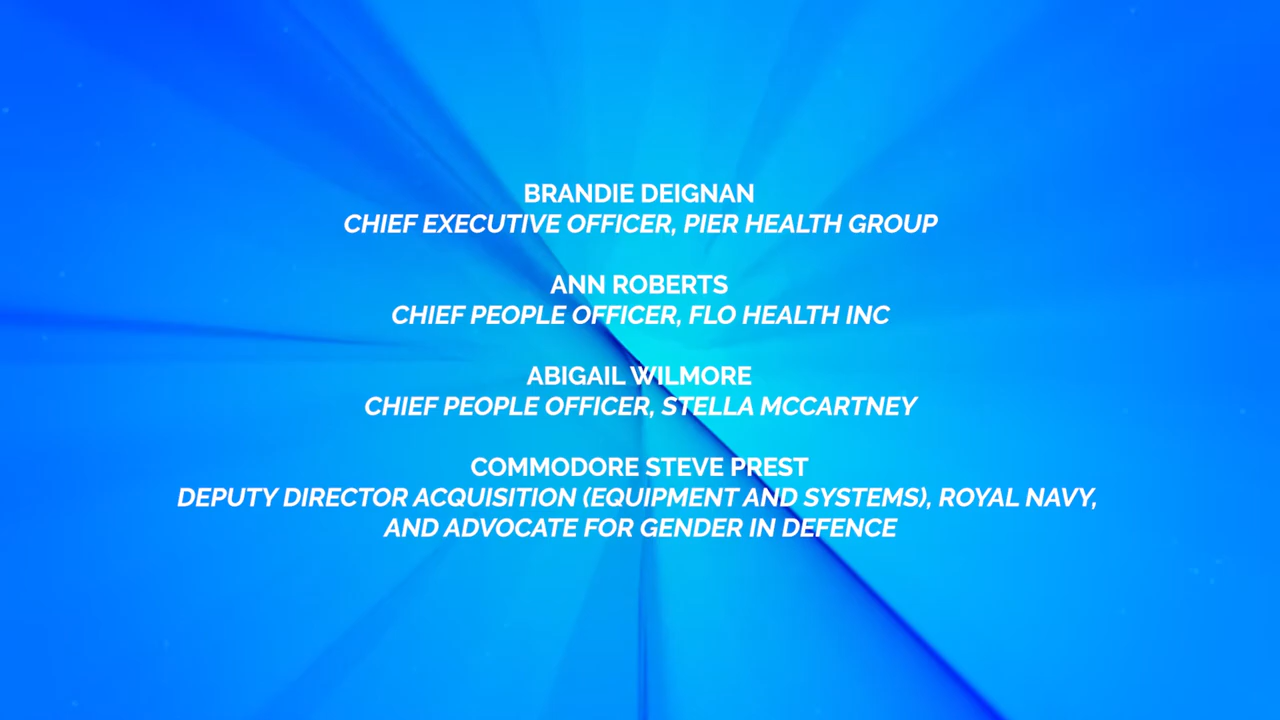 BRANDIE DEIGNAN
CHIEF EXECUTIVE OFFICER, PIER HEALTH GROUP
ANN ROBERTS
CHIEF PEOPLE OFFICER, FLO HEALTH INC
ABIGAIL WILMORE
CHIEF PEOPLE OFFICER, STELLA MCCARTNEY
COMMODORE STEVE PREST
DEPUTY DIRECTOR ACQUISITION (EQUIPMENT AND SYSTEMS), ROYAL NAVY,
AND ADVOCATE FOR GENDER IN DEFENCE